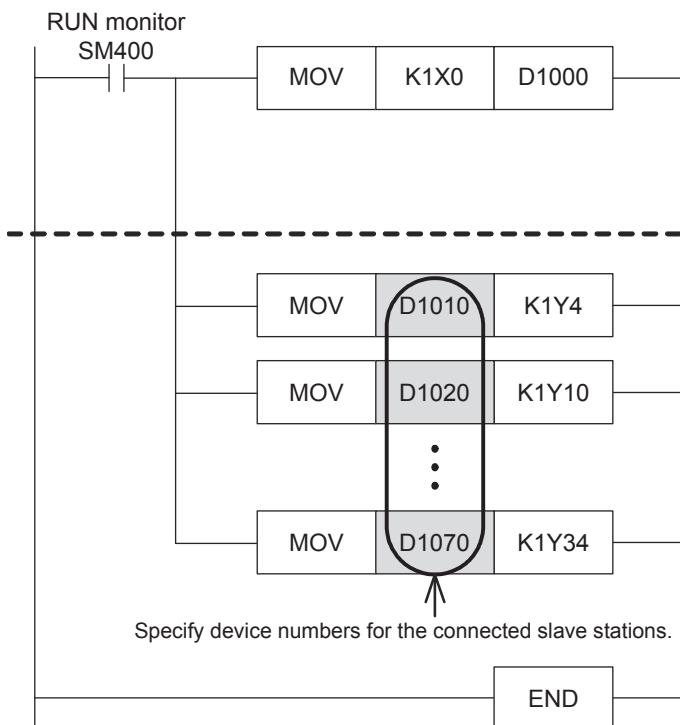 RUN monitor
SM400
MOV K1X0 D1000
MOV D1010 K1Y4
MOV D1020 K1Y10
MOV D1070 K1Y34
Specify device numbers for the connected slave stations.
END